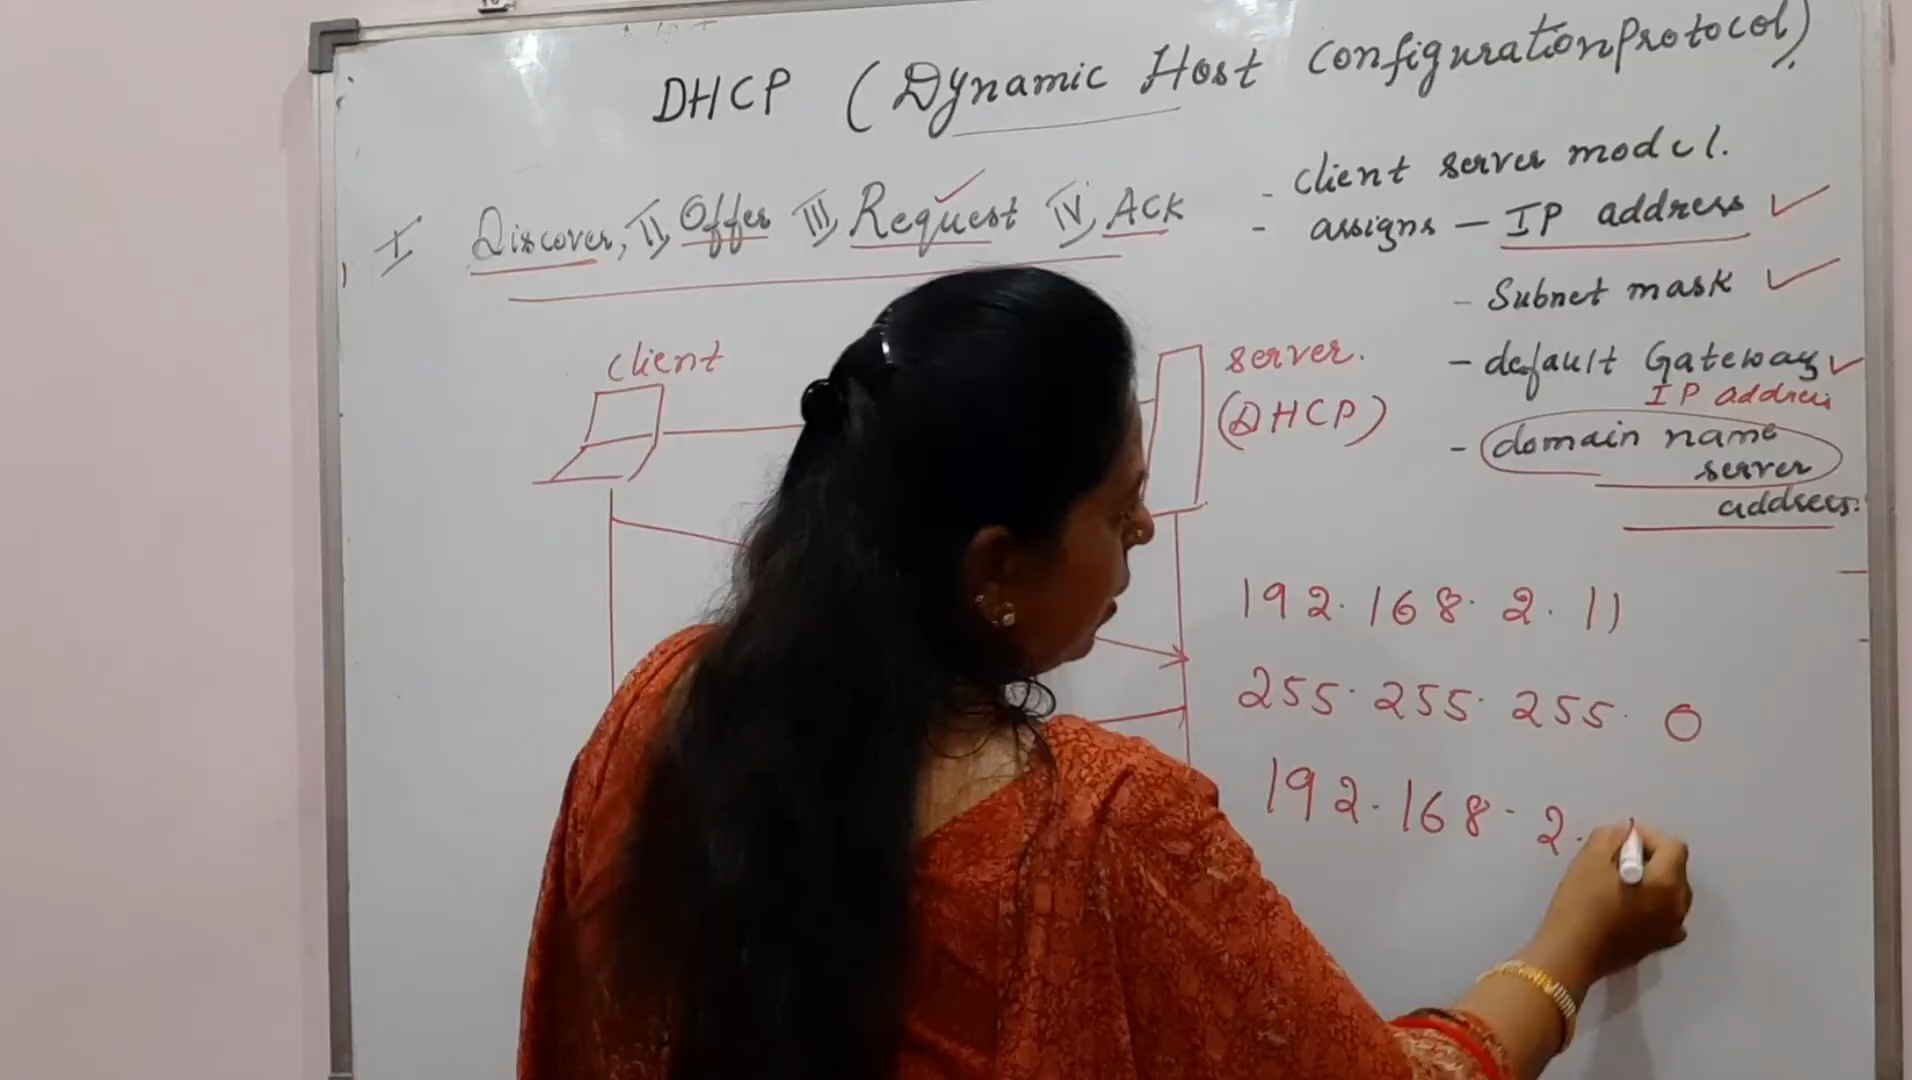 DHCP (Dynamic Host configuration Protocol)
I Discover, II, Offer III, Request IV, Ack
- client server model.
- assigns - IP address
- Subnet mask
- default Gateway
IP address
- domain name
server
address.
client
server.
(DHCP)
192.168.2.11
255.255.255.0
192.168.2.